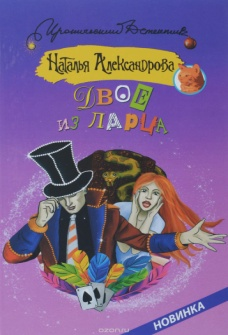 Иронический Детектив
Наталья Александрова
ДВОЕ
ИЗ ЛАРЦА
НОВИНКА